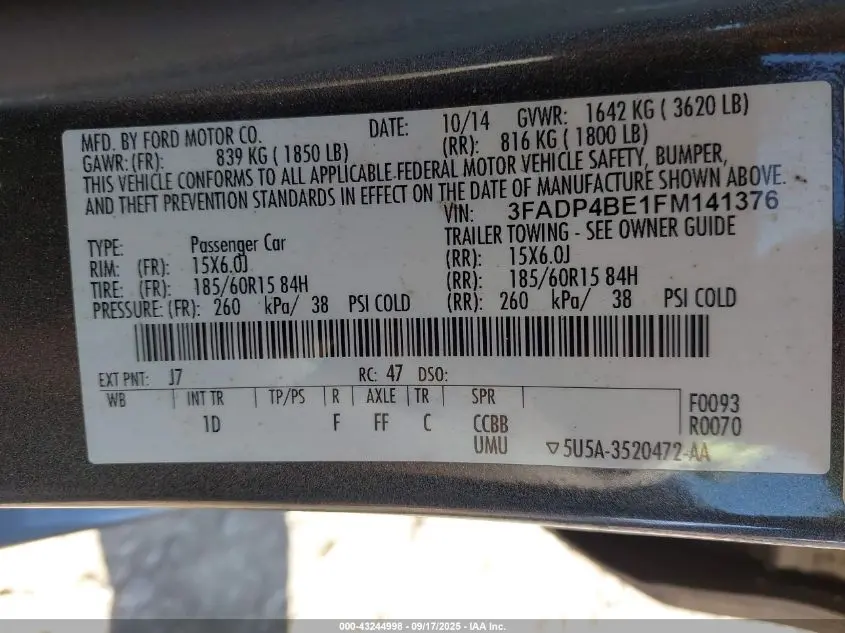 MFD. BY FORD MOTOR CO. DATE: 10/14 GVWR: 1642 KG ( 3620 LB)
GAWR: (FR): 839 KG ( 1850 LB) (RR): 816 KG ( 1800 LB)
THIS VEHICLE CONFORMS TO ALL APPLICABLE FEDERAL MOTOR VEHICLE SAFETY, BUMPER,
AND THEFT PREVENTION STANDARDS IN EFFECT ON THE DATE OF MANUFACTURE SHOWN ABOVE.
VIN: 3FADP4BE1FM141376
TYPE: Passenger Car TRAILER TOWING - SEE OWNER GUIDE
RIM: (FR): 15X6.0J (RR): 15X6.0J
TIRE: (FR): 185/60R15 84H (RR): 185/60R15 84H
PRESSURE: (FR): 260 kPa/ 38 PSI COLD (RR): 260 kPa/ 38 PSI COLD
EXT PNT: J7 RC: 47 DSO:
WB INT TR TP/PS R AXLE TR SPR F0093
1D F FF C CCBB R0070
UMU ▽5U5A-3520472-AA
000-43244998 - 09/17/2025 - IAA Inc.